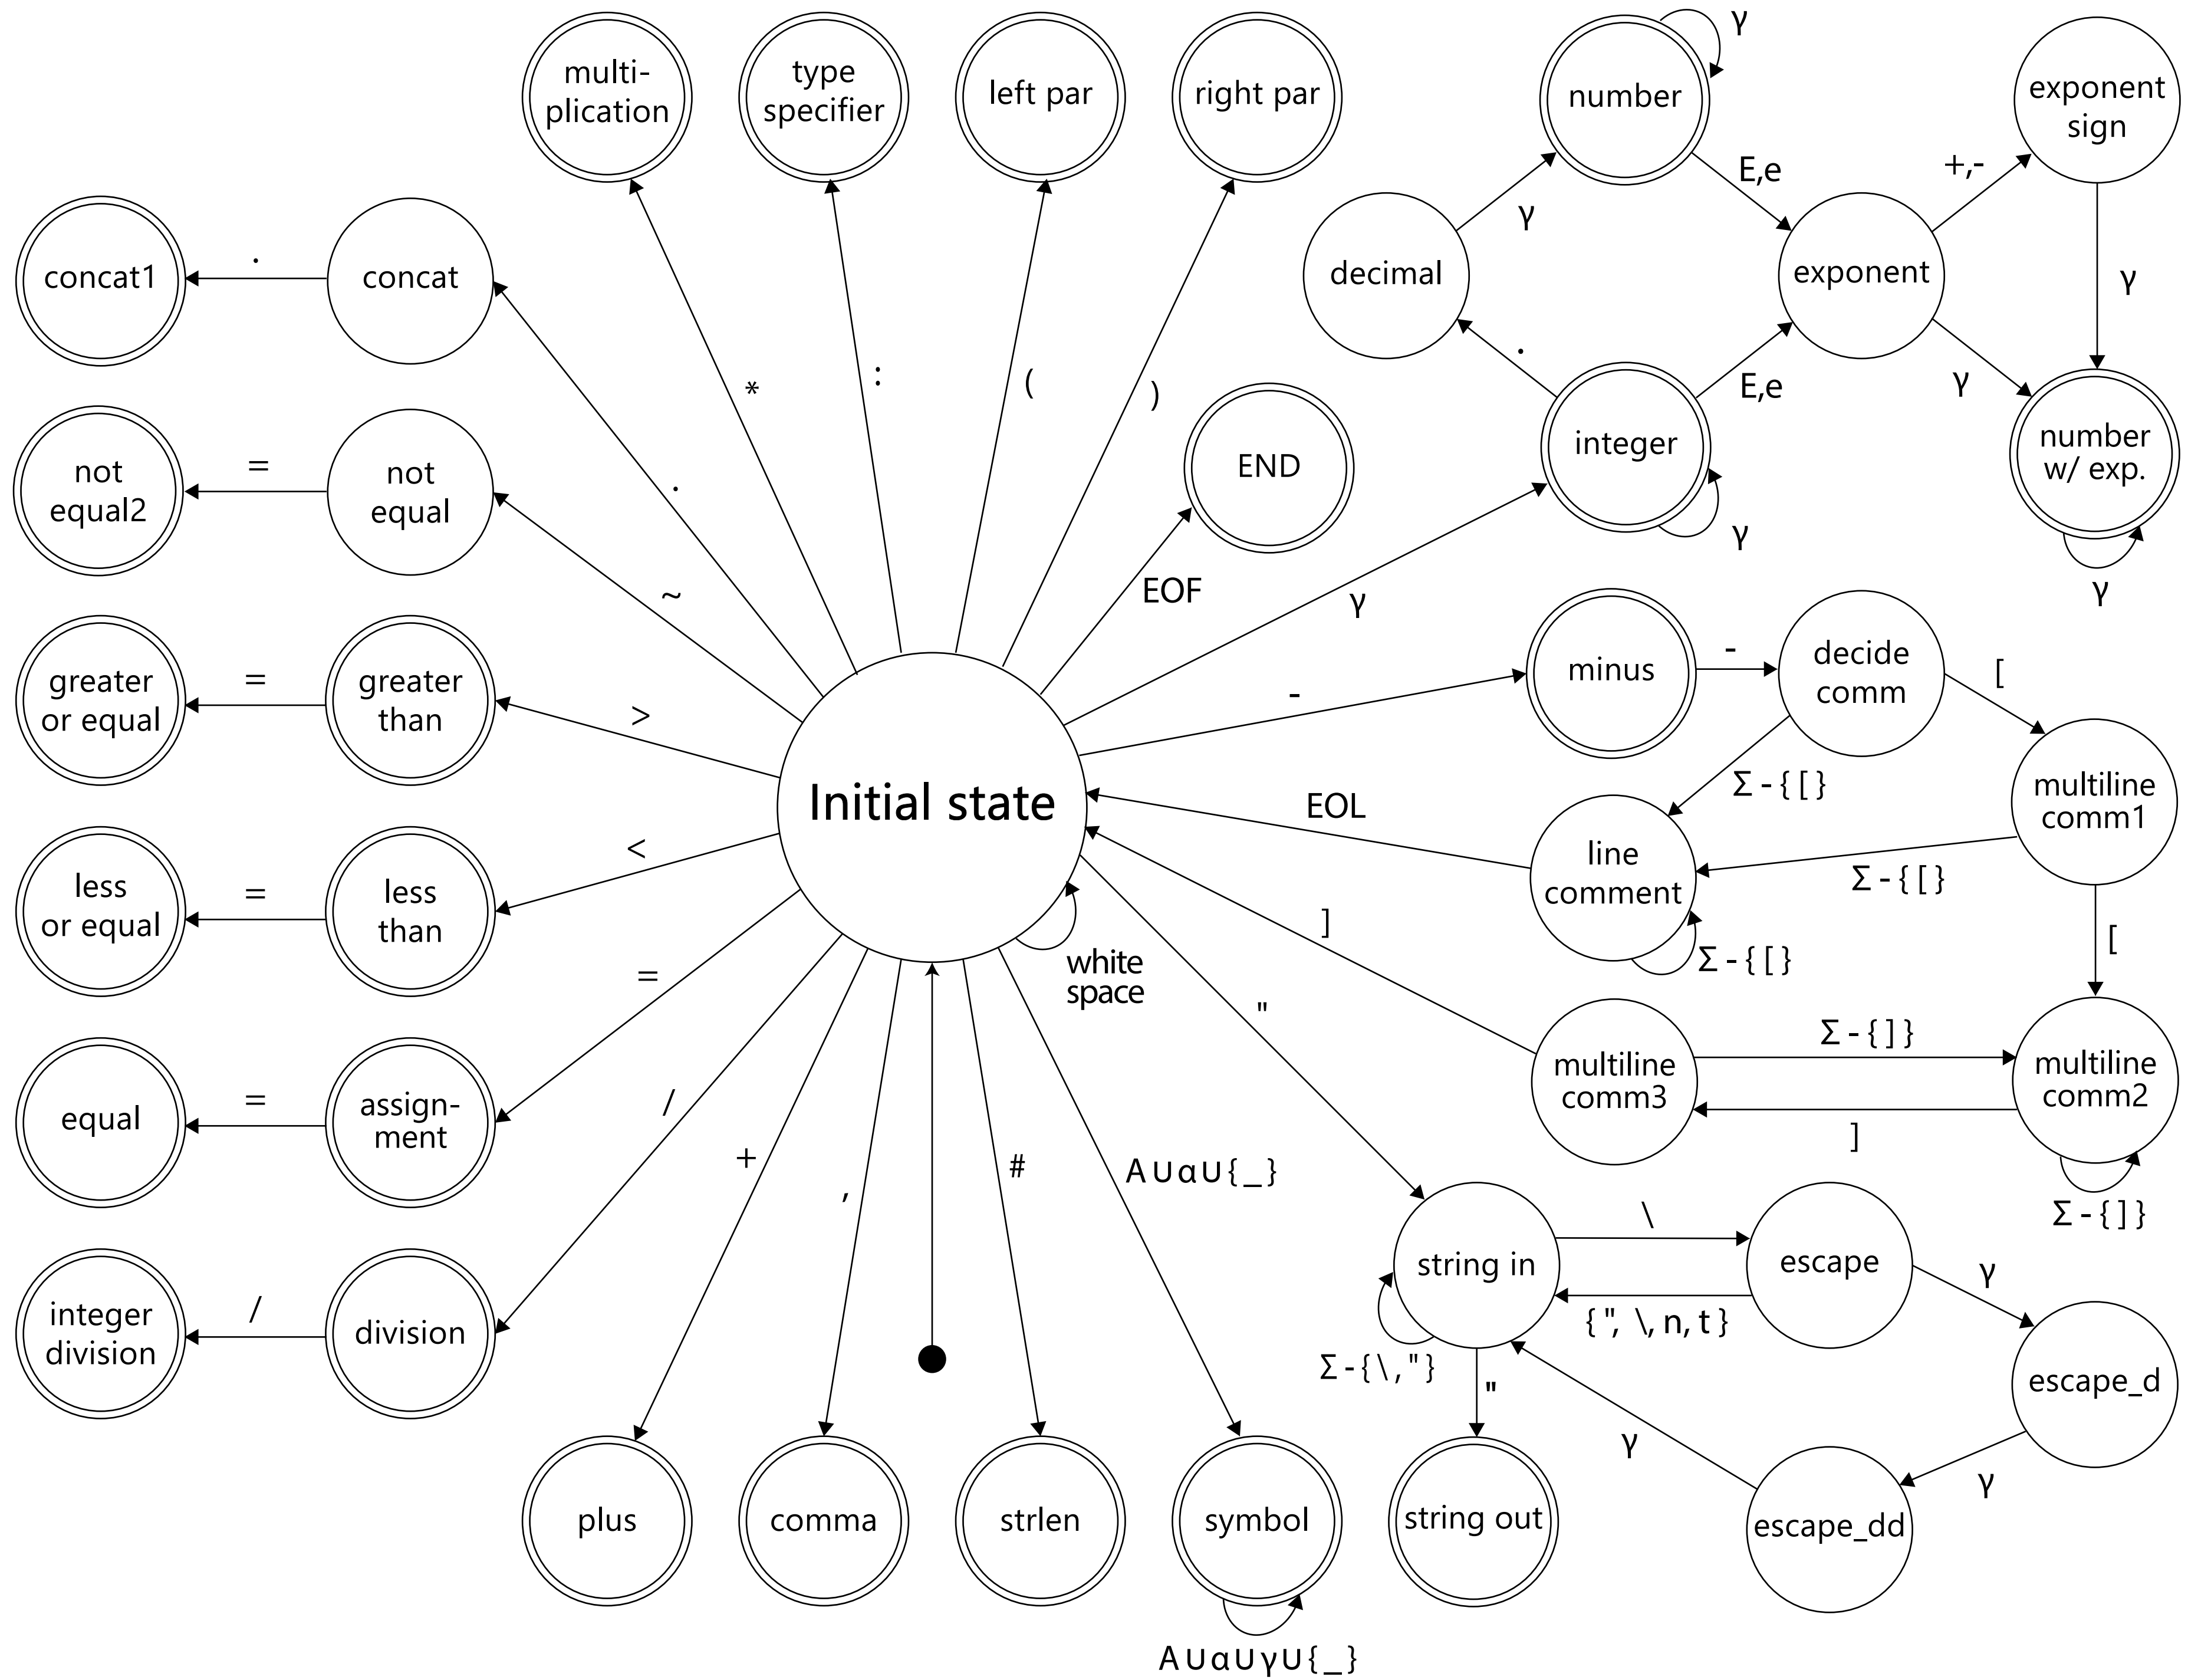 multi-
plication
type
specifier
left par
right par
number
γ
exponent
sign
E,e
+,-
γ
decimal
exponent
γ
.
E,e
γ
integer
γ
number
w/ exp.
γ
concat1
.
concat
.
*
:
(
)
END
EOF
γ
not
equal2
=
not
equal
~
greater
or equal
=
greater
than
>
minus
-
-
decide
comm
[
Σ-{[}
multiline
comm1
Initial state
EOL
line
comment
Σ-{[}
Σ-{[}
[
less
or equal
=
less
than
<
white
space
]
"
multiline
comm3
Σ-{]}
multiline
comm2
]
Σ-{]}
equal
=
assign-
ment
=
integer
division
/
division
/
+
,
#
A∪α∪{_}
string in
\
escape
{", \,n,t}
γ
Σ-{\,"}
"
escape_d
γ
γ
escape_dd
plus
comma
strlen
symbol
string out
A∪α∪γ∪{_}